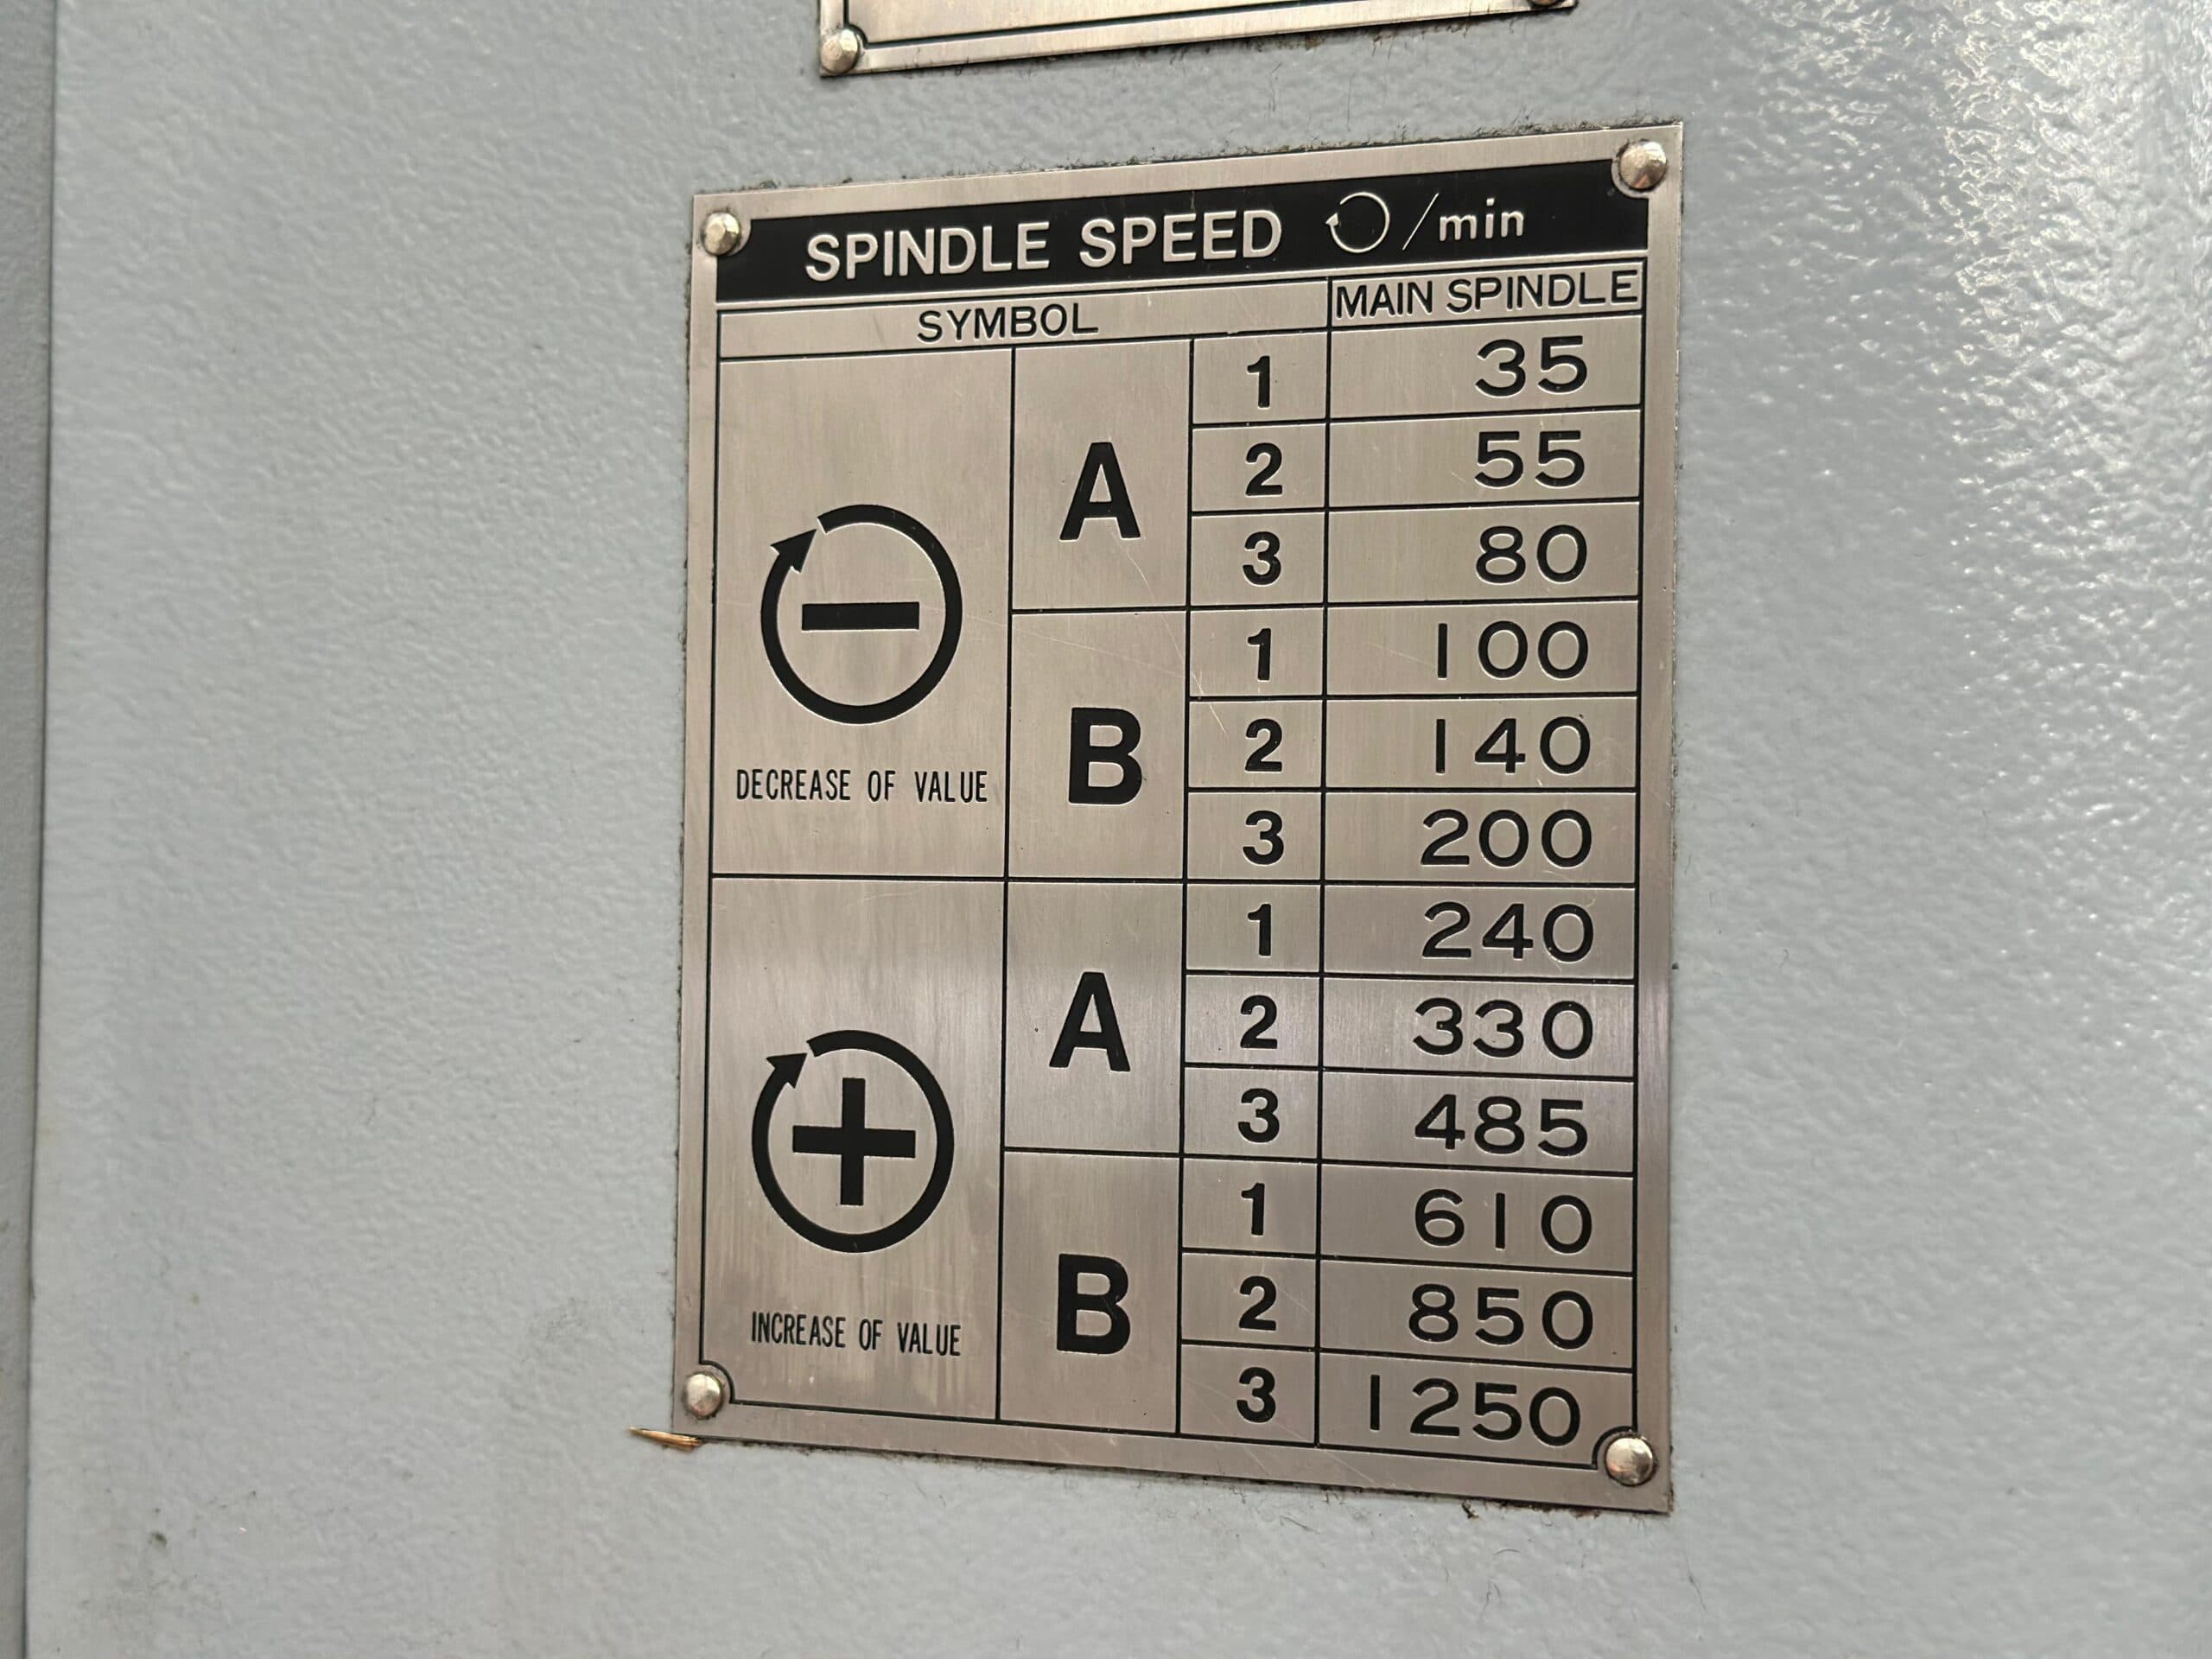 SPINDLE SPEED /min
SYMBOL MAIN SPINDLE
A 1 35
2 55
3 80
− DECREASE OF VALUE
B 1 100
2 140
3 200
A 1 240
2 330
3 485
+ INCREASE OF VALUE
B 1 610
2 850
3 1250